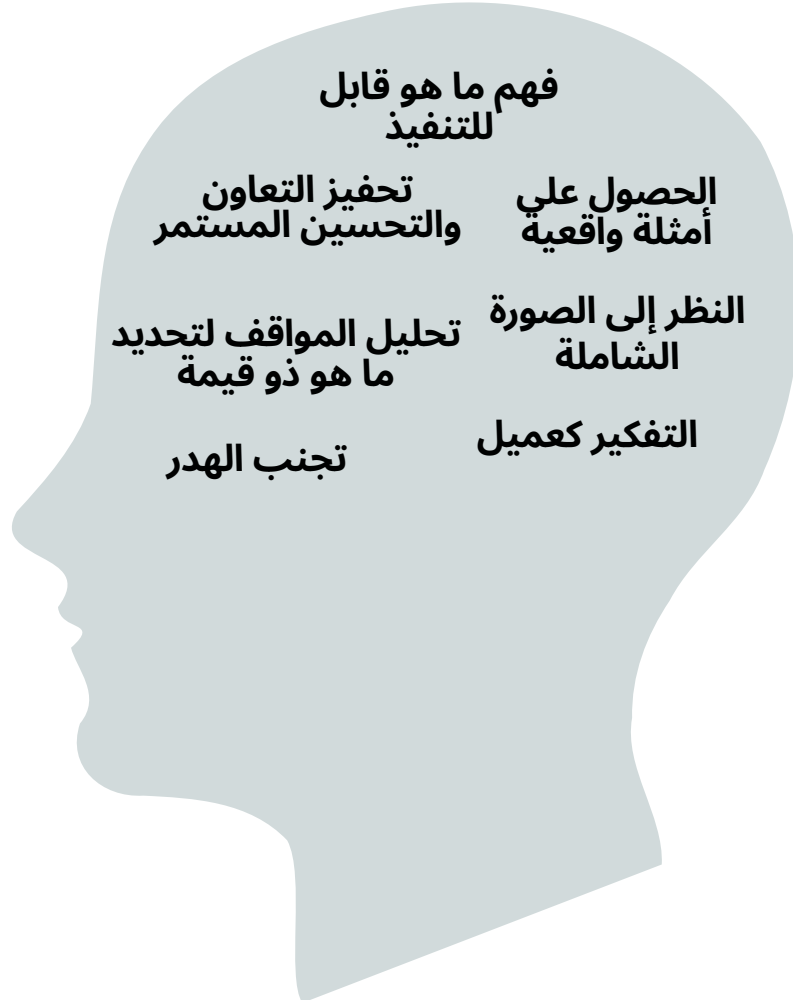 فهم ما هو قابل
للتنفيذ
الحصول على
أمثلة واقعية
تحفيز التعاون
والتحسين المستمر
النظر إلى الصورة
الشاملة
تحليل المواقف لتحديد
ما هو ذو قيمة
التفكير كعميل
تجنب الهدر